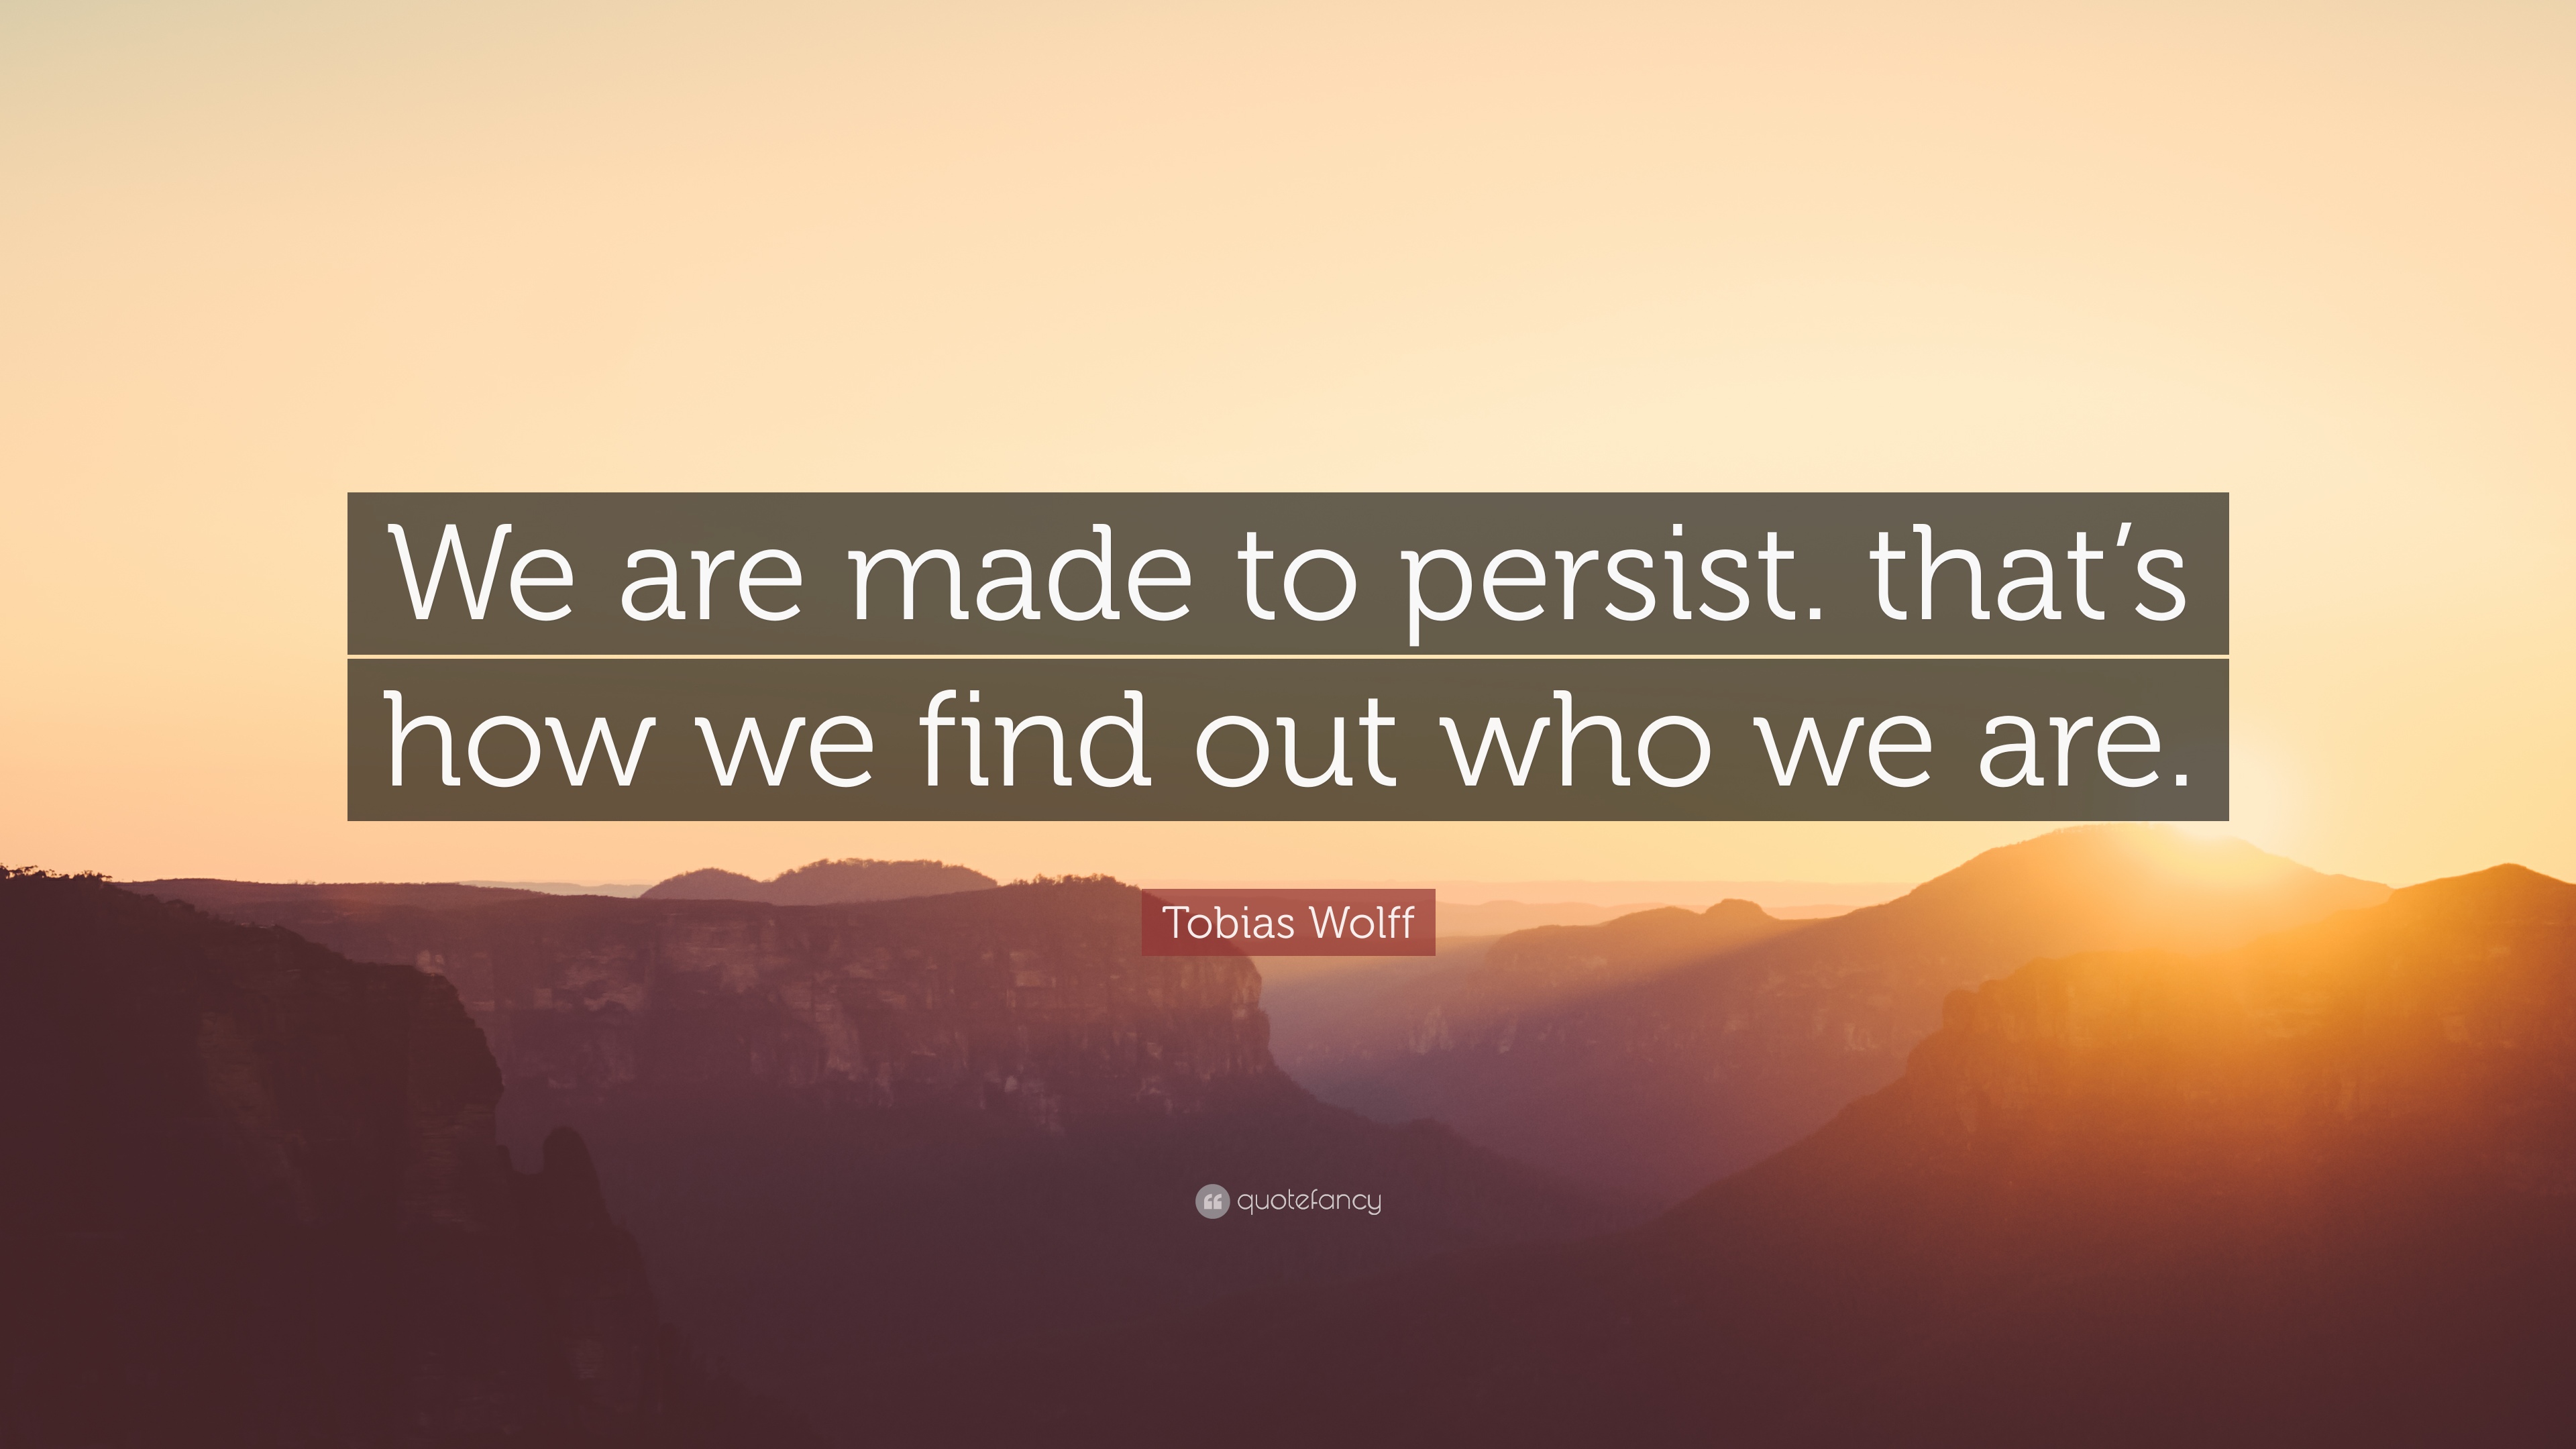 We are made to persist. that’s
how we find out who we are.
Tobias Wolff
quotefancy